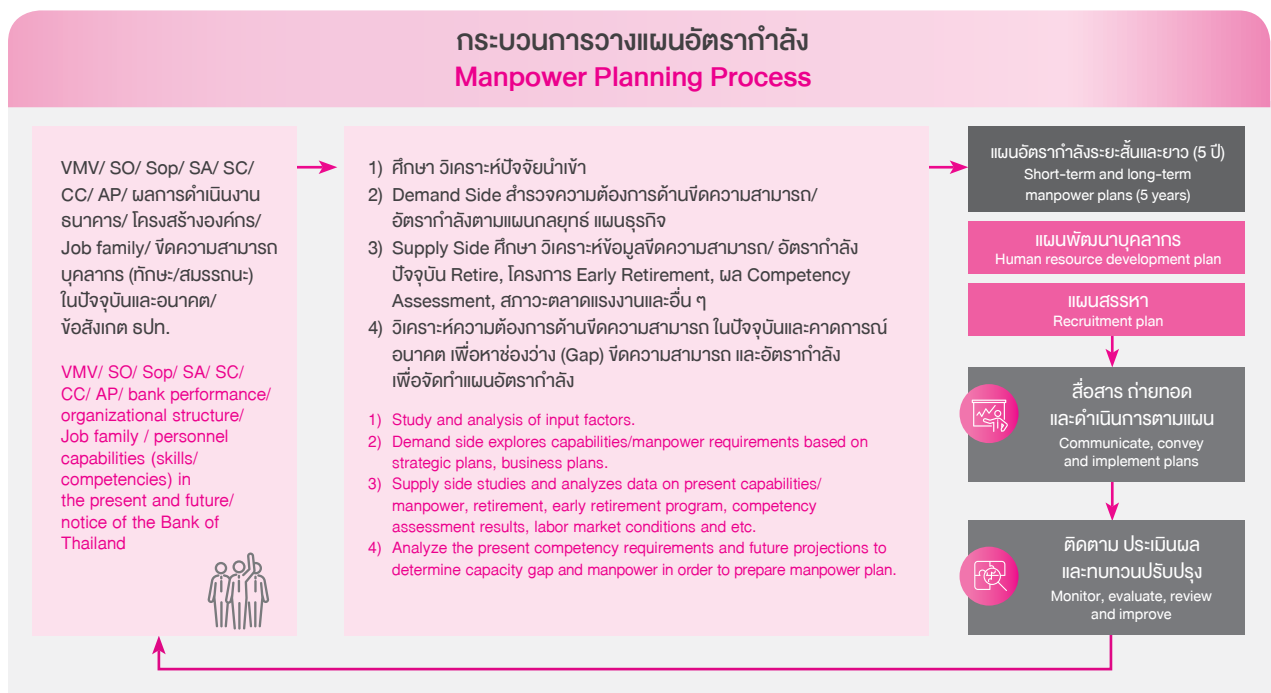 กระบวนการวางแผนอัตรากำลัง
Manpower Planning Process
VMV/ SO/ Sop/ SA/ SC/
CC/ AP/ ผลการดำเนินงาน
ธนาคาร/ โครงสร้างองค์กร/
Job family/ ขีดความสามารถ
บุคลากร (ทักษะ/สมรรถนะ)
ในปัจจุบันและอนาคต/
ข้อสังเกต ธปท.
VMV/ SO/ Sop/ SA/ SC/
CC/ AP/ bank performance/
organizational structure/
Job family / personnel
capabilities (skills/
competencies) in
the present and future/
notice of the Bank of
Thailand
1) ศึกษา วิเคราะห์ปัจจัยนำเข้า
2) Demand Side สำรวจความต้องการด้านขีดความสามารถ/
อัตรากำลังตามแผนกลยุทธ์ แผนธุรกิจ
3) Supply Side ศึกษา วิเคราะห์ข้อมูลขีดความสามารถ/ อัตรากำลัง
ปัจจุบัน Retire, โครงการ Early Retirement, ผล Competency
Assessment, สภาวะตลาดแรงงานและอื่น ๆ
4) วิเคราะห์ความต้องการด้านขีดความสามารถ ในปัจจุบันและคาดการณ์
อนาคต เพื่อหาช่องว่าง (Gap) ขีดความสามารถ และอัตรากำลัง
เพื่อจัดทำแผนอัตรากำลัง
1) Study and analysis of input factors.
2) Demand side explores capabilities/manpower requirements based on
strategic plans, business plans.
3) Supply side studies and analyzes data on present capabilities/
manpower, retirement, early retirement program, competency
assessment results, labor market conditions and etc.
4) Analyze the present competency requirements and future projections to
determine capacity gap and manpower in order to prepare manpower plan.
แผนอัตรากำลังระยะสั้นและยาว (5 ปี)
Short-term and long-term
manpower plans (5 years)
แผนพัฒนาบุคลากร
Human resource development plan
แผนสรรหา
Recruitment plan
สื่อสาร ถ่ายทอด
และดำเนินการตามแผน
Communicate, convey
and implement plans
ติดตาม ประเมินผล
และทบทวนปรับปรุง
Monitor, evaluate, review
and improve